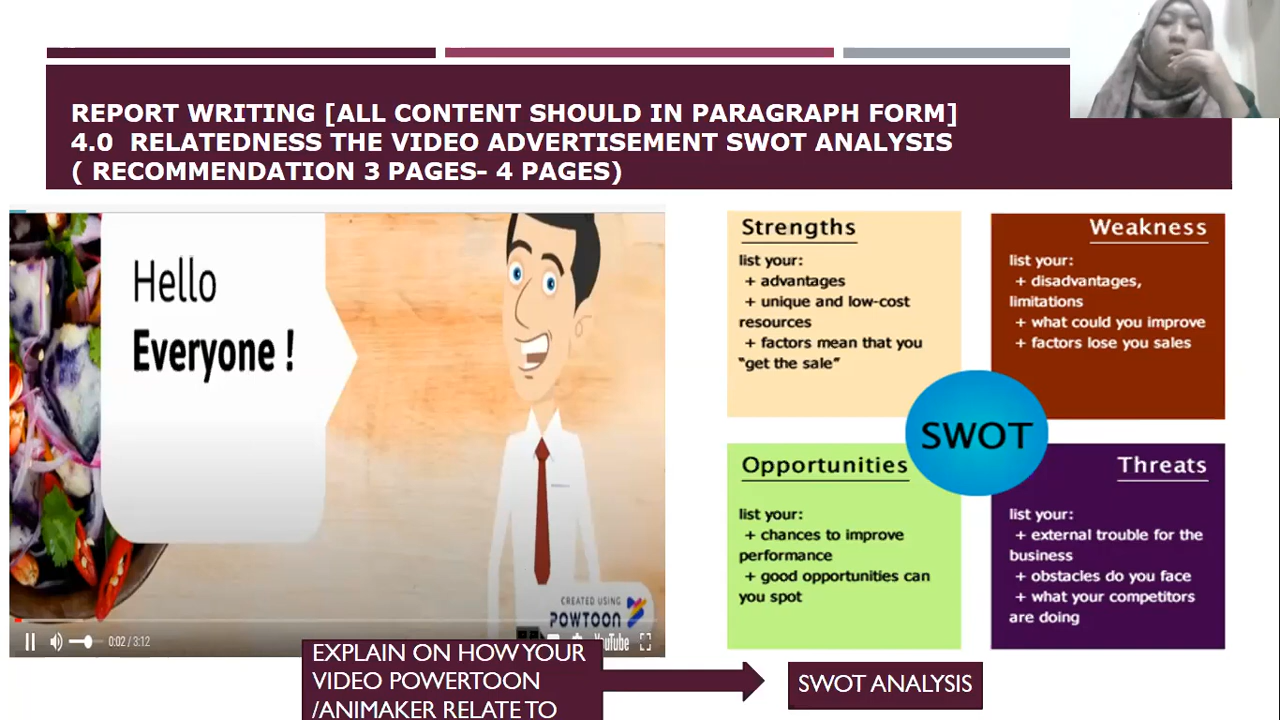 REPORT WRITING [ALL CONTENT SHOULD IN PARAGRAPH FORM]
4.0 RELATEDNESS THE VIDEO ADVERTISEMENT SWOT ANALYSIS
( RECOMMENDATION 3 PAGES- 4 PAGES)
Hello
Everyone !
CREATED USING
POWTOON
0:02 / 3:12
YouTube
Strengths
list your:
+ advantages
+ unique and low-cost
resources
+ factors mean that you
"get the sale"
Weakness
list your:
+ disadvantages,
limitations
+ what could you improve
+ factors lose you sales
SWOT
Opportunities
list your:
+ chances to improve
performance
+ good opportunities can
you spot
Threats
list your:
+ external trouble for the
business
+ obstacles do you face
+ what your competitors
are doing
EXPLAIN ON HOW YOUR
VIDEO POWERTOON
/ANIMAKER RELATE TO
SWOT ANALYSIS